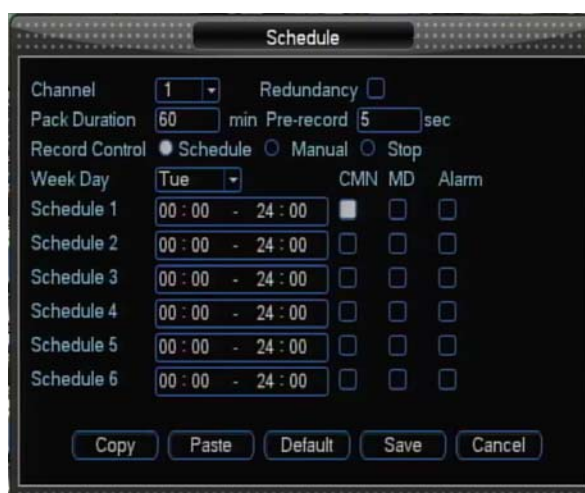 Schedule
Channel 1 Redundancy
Pack Duration 60 min Pre-record 5 sec
Record Control Schedule Manual Stop
Week Day Tue CMN MD Alarm
Schedule 1 00 : 00 - 24 : 00
Schedule 2 00 : 00 - 24 : 00
Schedule 3 00 : 00 - 24 : 00
Schedule 4 00 : 00 - 24 : 00
Schedule 5 00 : 00 - 24 : 00
Schedule 6 00 : 00 - 24 : 00
Copy Paste Default Save Cancel